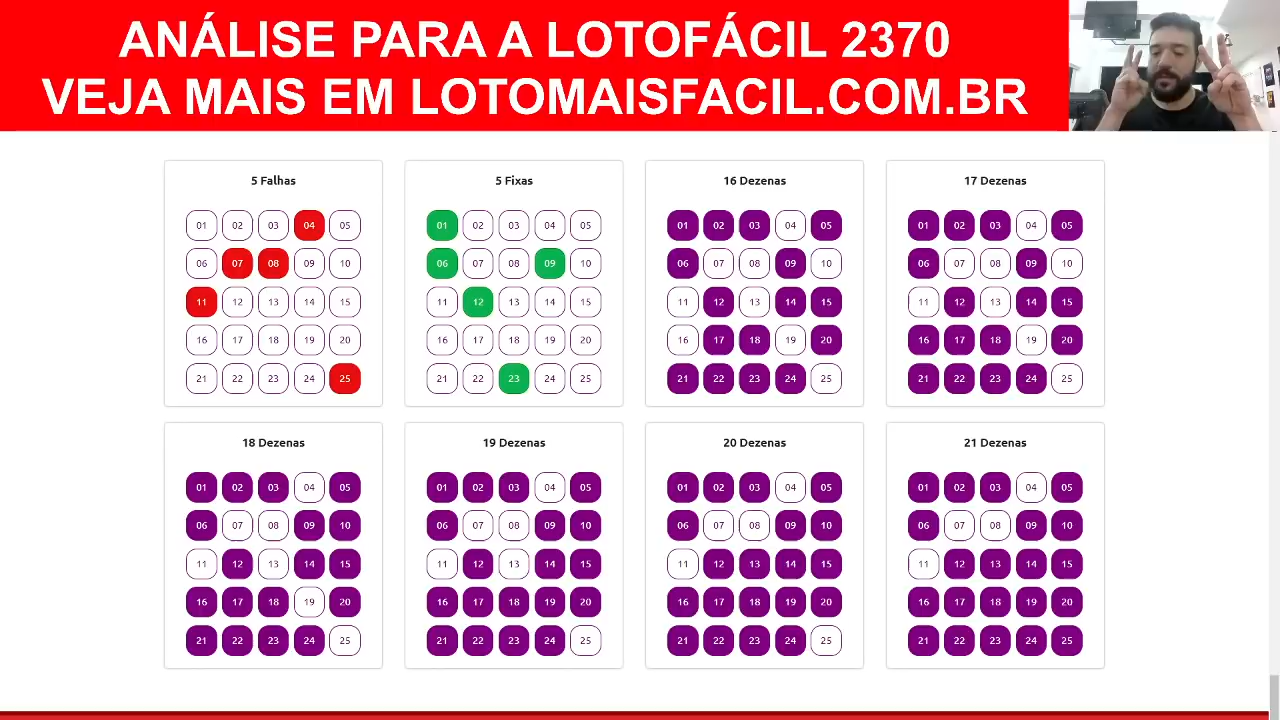 ANÁLISE PARA A LOTOFÁCIL 2370
VEJA MAIS EM LOTOMAISFACIL.COM.BR
5 Falhas
01 02 03 04 05
06 07 08 09 10
11 12 13 14 15
16 17 18 19 20
21 22 23 24 25
5 Fixas
01 02 03 04 05
06 07 08 09 10
11 12 13 14 15
16 17 18 19 20
21 22 23 24 25
16 Dezenas
01 02 03 04 05
06 07 08 09 10
11 12 13 14 15
16 17 18 19 20
21 22 23 24 25
17 Dezenas
01 02 03 04 05
06 07 08 09 10
11 12 13 14 15
16 17 18 19 20
21 22 23 24 25
18 Dezenas
01 02 03 04 05
06 07 08 09 10
11 12 13 14 15
16 17 18 19 20
21 22 23 24 25
19 Dezenas
01 02 03 04 05
06 07 08 09 10
11 12 13 14 15
16 17 18 19 20
21 22 23 24 25
20 Dezenas
01 02 03 04 05
06 07 08 09 10
11 12 13 14 15
16 17 18 19 20
21 22 23 24 25
21 Dezenas
01 02 03 04 05
06 07 08 09 10
11 12 13 14 15
16 17 18 19 20
21 22 23 24 25